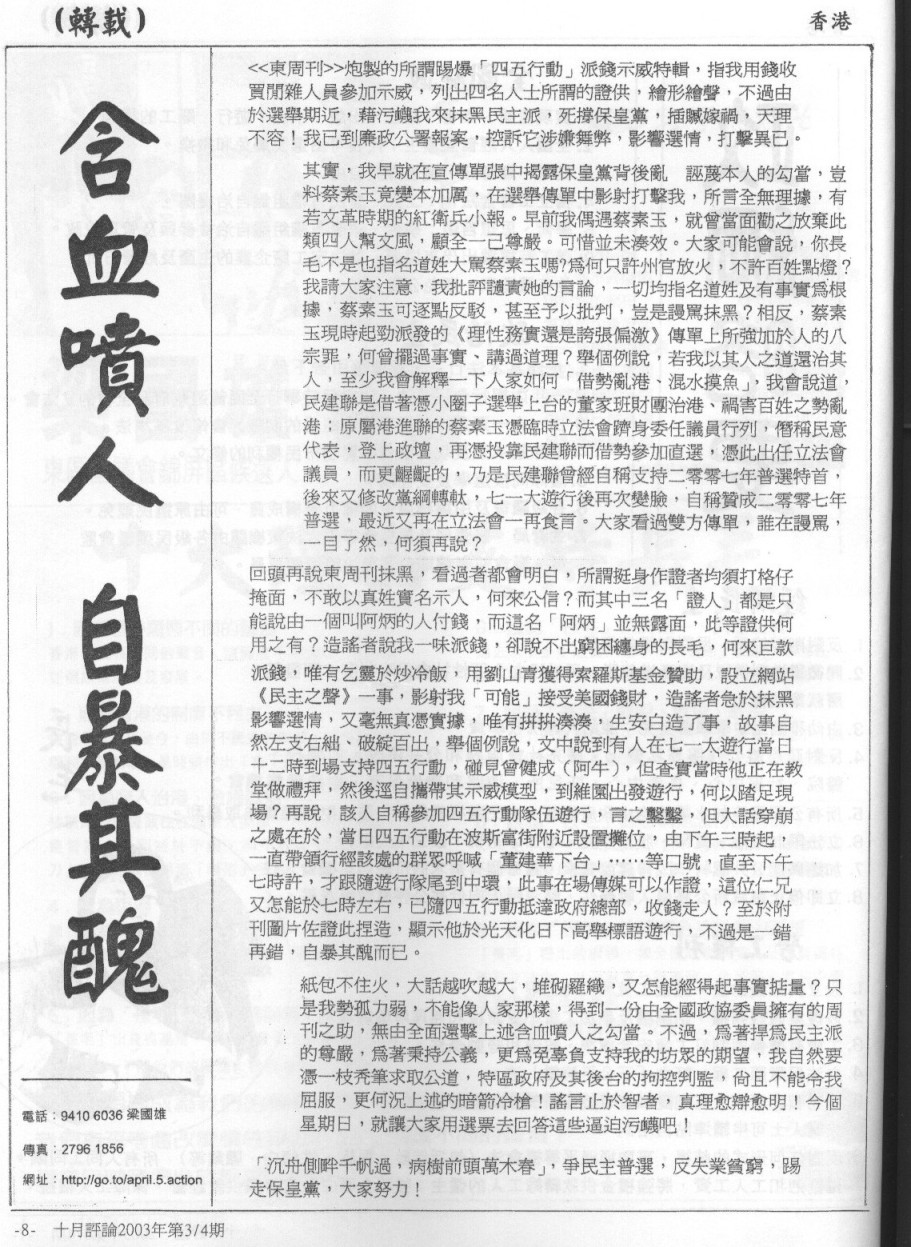 (轉載)
香港
含血噴人 自暴其醜
<<東周刊>>炮製的所謂踢爆「四五行動」派錢示威特輯，指我用錢收
買閒雜人員參加示威，列出四名人士所謂的證供，繪形繪聲，不過由
於選舉期近，藉污衊我來抹黑民主派，死撐保皇黨，插贓嫁禍，天理
不容！我已到廉政公署報案，控訴它涉嫌舞弊，影響選情，打擊異己。
其實，我早就在宣傳單張中揭露保皇黨背後亂 誣蔑本人的勾當，豈
料蔡素玉竟變本加厲，在選舉傳單中影射打擊我，所言全無理據，有
若文革時期的紅衛兵小報。早前我偶遇蔡素玉，就曾當面勸之放棄此
類四人幫文風，顧全一己尊嚴。可惜並未湊效。大家可能會說，你長
毛不是也指名道姓大罵蔡素玉嗎?爲何只許州官放火，不許百姓點燈？
我請大家注意，我批評譴責她的言論，一切均指名道姓及有事實爲根
據，蔡素玉可逐點反駁，甚至予以批判，豈是謾罵抹黑？相反，蔡素
玉現時起勁派發的《理性務實還是誇張偏激》傳單上所強加於人的八
宗罪，何曾擺過事實、講過道理？舉個例說，若我以其人之道還治其
人，至少我會解釋一下人家如何「借勢亂港、混水摸魚」，我會說道，
民建聯是借著小圈子選舉上台的董家班財團治港、禍害百姓之勢亂
港；原屬港進聯的蔡素玉憑臨時立法會躋身委任議員行列，僭稱民意
代表，登上政壇，再憑投靠民建聯而借勢參加直選，憑此出任立法會
議員，而更齷齪的，乃是民建聯曾經自稱支持二零零七年普選特首，
後來又修改黨綱轉軚，七一大遊行後再次變臉，自稱贊成二零零七年
普選，最近又再在立法會一再食言。大家看過雙方傳單，誰在謾罵，
一目了然，何須再說？
回頭再說東周刊抹黑，看過者都會明白，所謂挺身作證者均須打格仔
掩面，不敢以真姓實名示人，何來公信？而其中三名「證人」都是只
能說由一個叫阿炳的人付錢，而這名「阿炳」並無露面，此等證供何
用之有？造謠者說我一味派錢，卻說不出窮困纏身的長毛，何來巨款
派錢，唯有乞靈於炒冷飯，用劉山青獲得索羅斯基金贊助，設立網站
《民主之聲》一事，影射我「可能」接受美國錢財，造謠者急於抹黑
影響選情，又毫無真憑實據，唯有拼拼湊湊，生安白造了事，故事自
然左支右絀、破綻百出，舉個例說，文中說到有人在七一大遊行當日
十二時到場支持四五行動，碰見曾健成（阿牛），但查實當時他正在教
堂做禮拜，然後逕自攜帶其示威模型，到維園出發遊行，何以踏足現
場？再說，該人自稱參加四五行動隊伍遊行，言之鑿鑿，但大話穿崩
之處在於，當日四五行動在波斯富街附近設置攤位，由下午三時起，
一直帶領行經該處的群眾呼喊「董建華下台」……等口號，直至下午
七時許，才跟隨遊行隊尾到中環，此事在場傳媒可以作證，這位仁兄
又怎能於七時左右，已隨四五行動抵達政府總部，收錢走人？至於附
刊圖片佐證此捏造，顯示他於光天化日下高舉標語遊行，不過是一錯
再錯，自暴其醜而已。
紙包不住火，大話越吹越大，堆砌羅織，又怎能經得起事實掂量？只
是我勢孤力弱，不能像人家那樣，得到一份由全國政協委員擁有的周
刊之助，無由全面還擊上述含血噴人之勾當。不過，爲著捍爲民主派
的尊嚴，爲著秉持公義，更爲免辜負支持我的坊眾的期望，我自然要
憑一枝禿筆求取公道，特區政府及其後台的拘控判監，尙且不能令我
屈服，更何況上述的暗箭冷槍！謠言止於智者，真理愈辯愈明！今個
星期日，就讓大家用選票去回答這些逼迫污衊吧！
「沉舟側畔千帆過，病樹前頭萬木春」，爭民主普選，反失業貧窮，踢
走保皇黨，大家努力！
電話：9410 6036 梁國雄
傳真：2796 1856
網址：http://go.to/april.5.action
-8- 十月評論2003年第3/4期